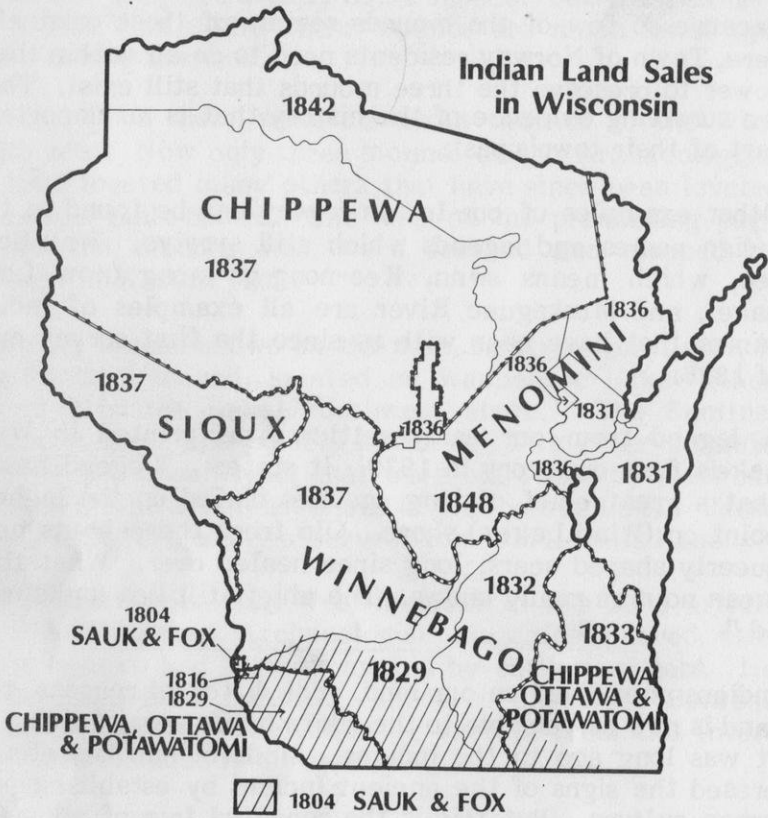 Indian Land Sales
in Wisconsin
1842
CHIPPEWA
1837
1836
1837
SIOUX
1836
MENOMINI
1836
1831
1836
1831
1848
1837
WINNEBAGO
1832
1833
1804
SAUK & FOX
1829
CHIPPEWA,
OTTAWA &
POTAWATOMI
1816
1829
CHIPPEWA, OTTAWA
& POTAWATOMI
1804 SAUK & FOX